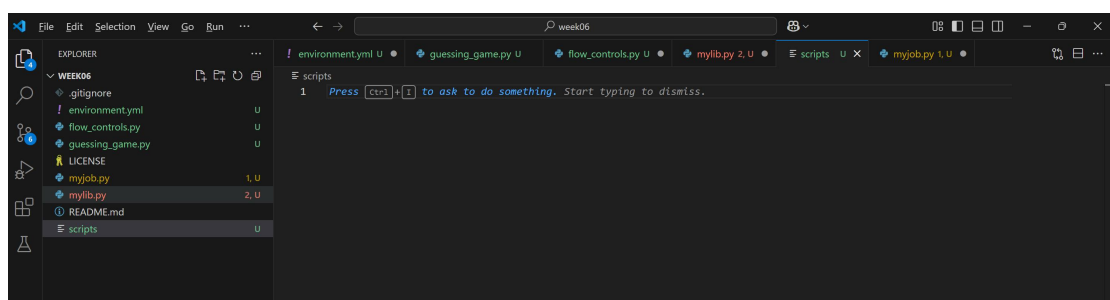 File Edit Selection View Go Run ··· week06
EXPLORER ···
WEEK06
.gitignore
environment.yml U
flow_controls.py U
guessing_game.py U
LICENSE
myjob.py 1, U
mylib.py 2, U
README.md
scripts U
4
6
environment.yml U guessing_game.py U flow_controls.py U mylib.py 2, U scripts U myjob.py 1, U
scripts
1 Press Ctrl+I to ask to do something. Start typing to dismiss.